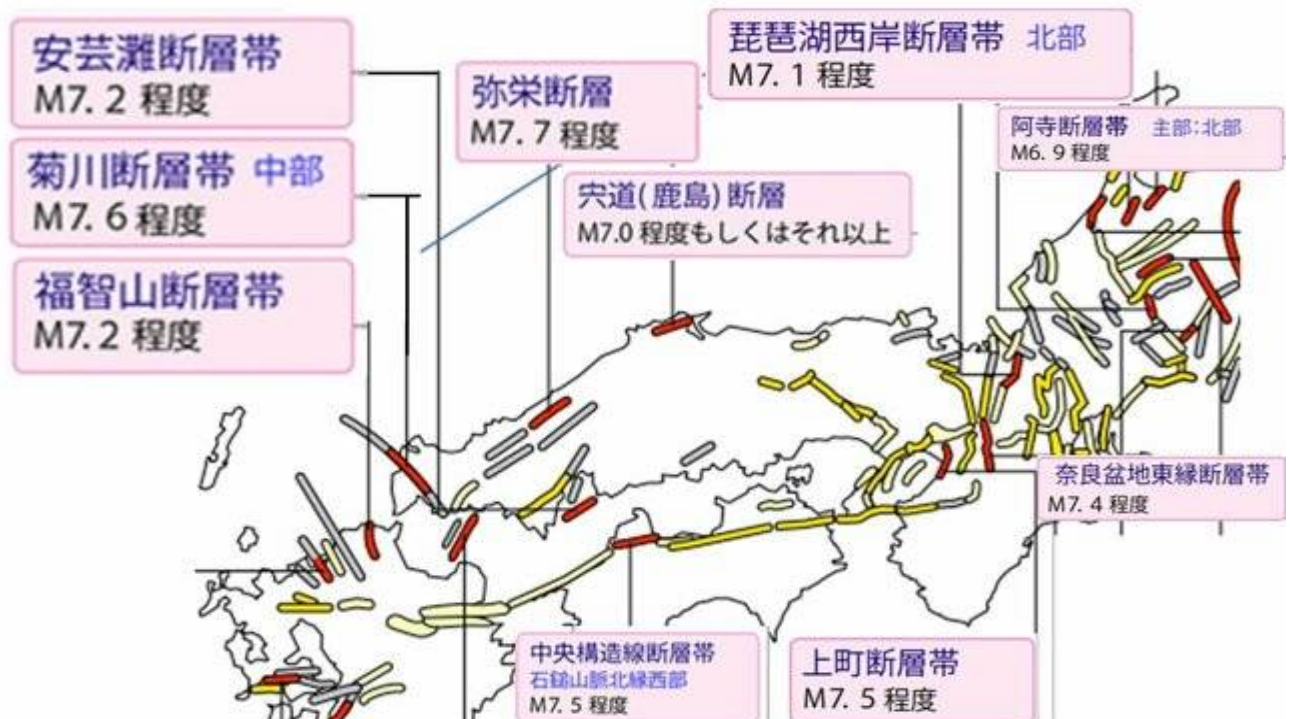 安芸灘断層帯
M7. 2 程度
菊川断層帯 中部
M7. 6 程度
福智山断層帯
M7. 2 程度
弥栄断層
M7. 7 程度
宍道(鹿島)断層
M7.0 程度もしくはそれ以上
琵琶湖西岸断層帯 北部
M7. 1 程度
阿寺断層帯 主部:北部
M6. 9 程度
奈良盆地東縁断層帯
M7. 4 程度
中央構造線断層帯
石鎚山脈北縁西部
M7. 5 程度
上町断層帯
M7. 5 程度